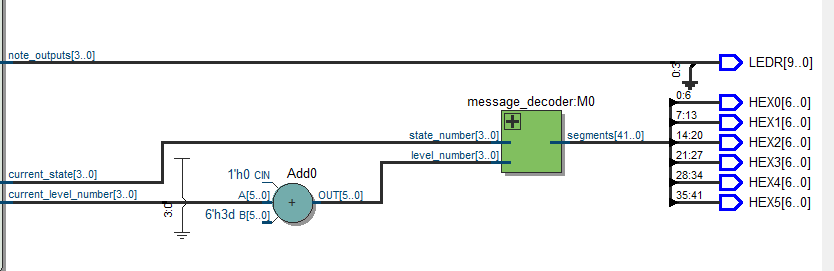 note_outputs[3..0]
0:3
LEDR[9..0]
message_decoder:M0
0:6
HEX0[6..0]
7:13
HEX1[6..0]
state_number[3..0]
segments[41..0]
14:20
HEX2[6..0]
level_number[3..0]
21:27
HEX3[6..0]
current_state[3..0]
1'h0 CIN
Add0
28:34
HEX4[6..0]
current_level_number[3..0]
3:0
A[5..0]
+
OUT[5..0]
35:41
HEX5[6..0]
6'h3d B[5..0]